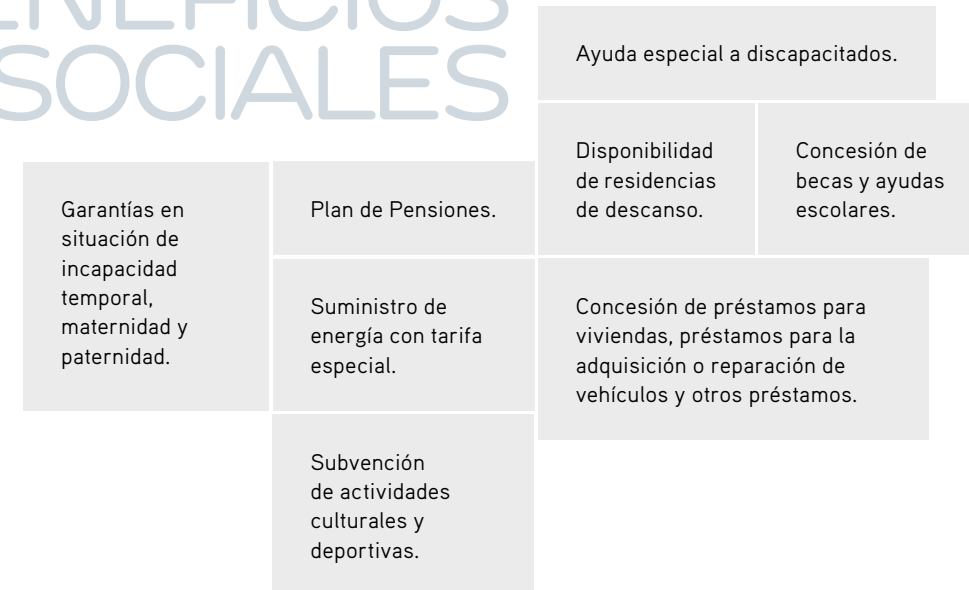 ENEFICIOS
SOCIALES
Ayuda especial a discapacitados.
Disponibilidad
de residencias
de descanso.
Concesión de
becas y ayudas
escolares.
Garantías en
situación de
incapacidad
temporal,
maternidad y
paternidad.
Plan de Pensiones.
Suministro de
energía con tarifa
especial.
Concesión de préstamos para
viviendas, préstamos para la
adquisición o reparación de
vehículos y otros préstamos.
Subvención
de actividades
culturales y
deportivas.